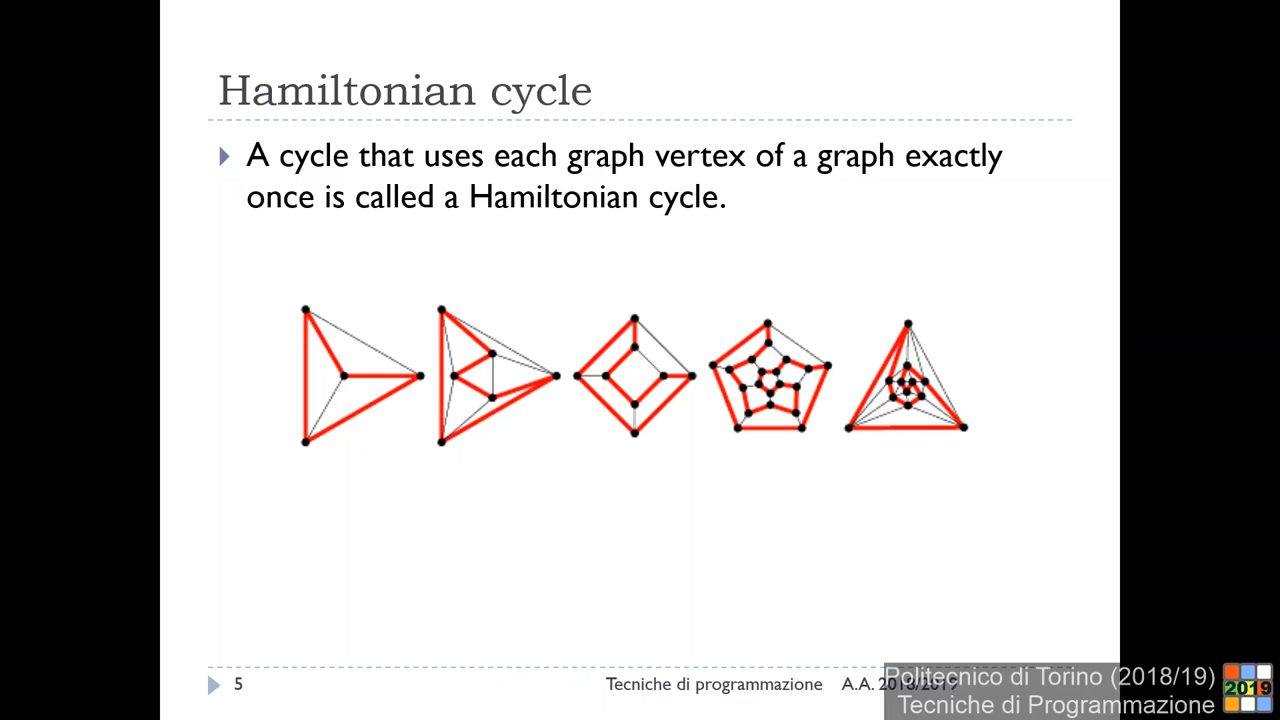 Hamiltonian cycle
A cycle that uses each graph vertex of a graph exactly
once is called a Hamiltonian cycle.
5
Tecniche di programmazione A.A. 2018/2019
Politecnico di Torino (2018/19)
Tecniche di Programmazione
2019